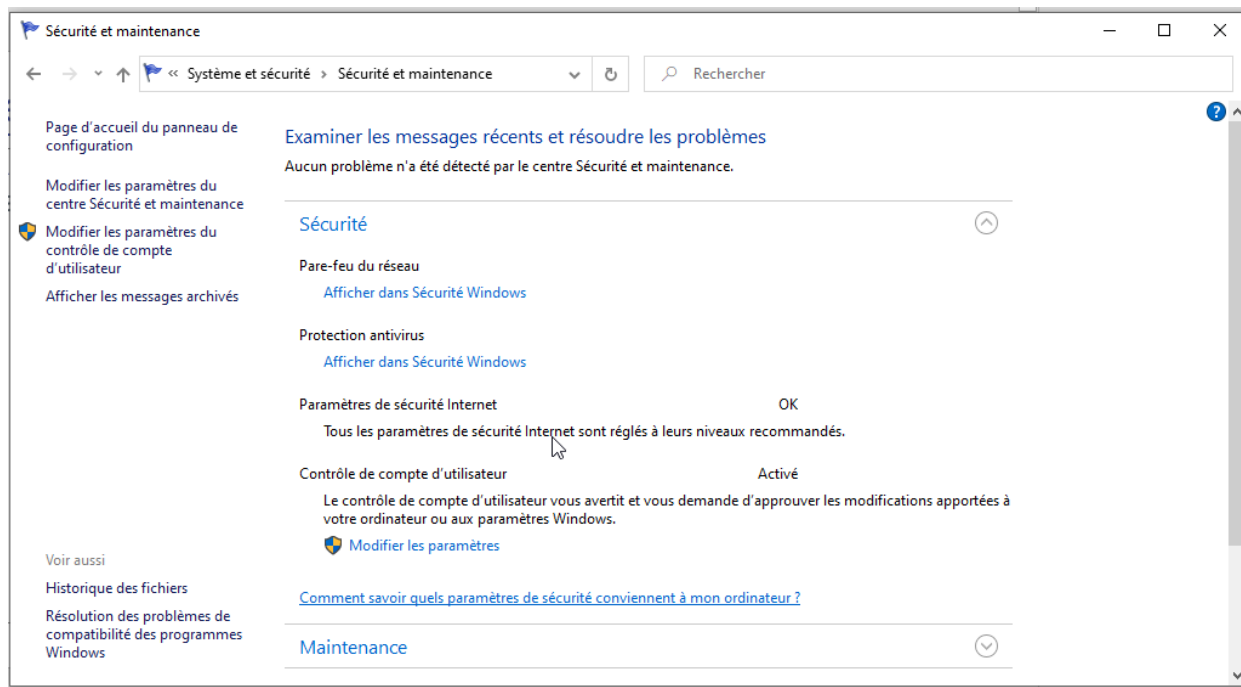 Sécurité et maintenance
« Système et sécurité › Sécurité et maintenance
Rechercher
Page d'accueil du panneau de
configuration
Modifier les paramètres du
centre Sécurité et maintenance
Modifier les paramètres du
contrôle de compte
d'utilisateur
Afficher les messages archivés
Voir aussi
Historique des fichiers
Résolution des problèmes de
compatibilité des programmes
Windows
?
Examiner les messages récents et résoudre les problèmes
Aucun problème n'a été détecté par le centre Sécurité et maintenance.
Sécurité
Pare-feu du réseau
Afficher dans Sécurité Windows
Protection antivirus
Afficher dans Sécurité Windows
Paramètres de sécurité Internet OK
Tous les paramètres de sécurité Internet sont réglés à leurs niveaux recommandés.
Contrôle de compte d'utilisateur Activé
Le contrôle de compte d'utilisateur vous avertit et vous demande d'approuver les modifications apportées à
votre ordinateur ou aux paramètres Windows.
Modifier les paramètres
Comment savoir quels paramètres de sécurité conviennent à mon ordinateur ?
Maintenance